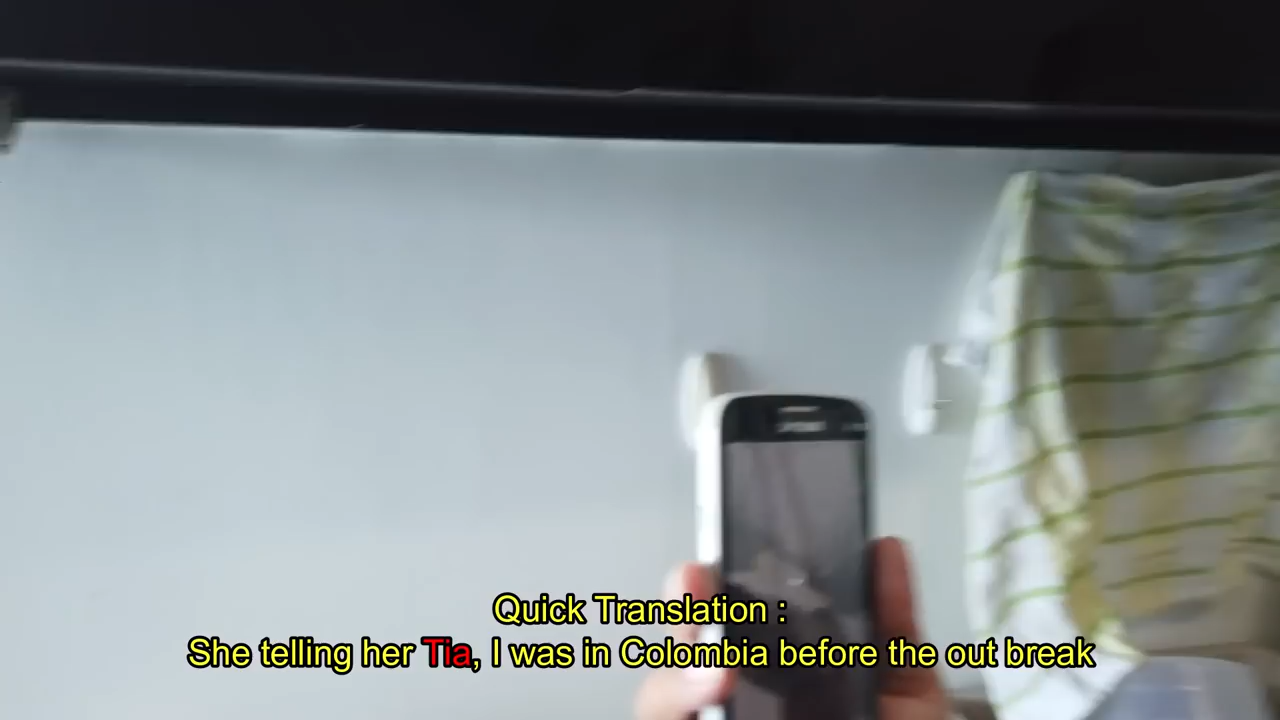 Quick Translation :
She telling her Tia, I was in Colombia before the out break